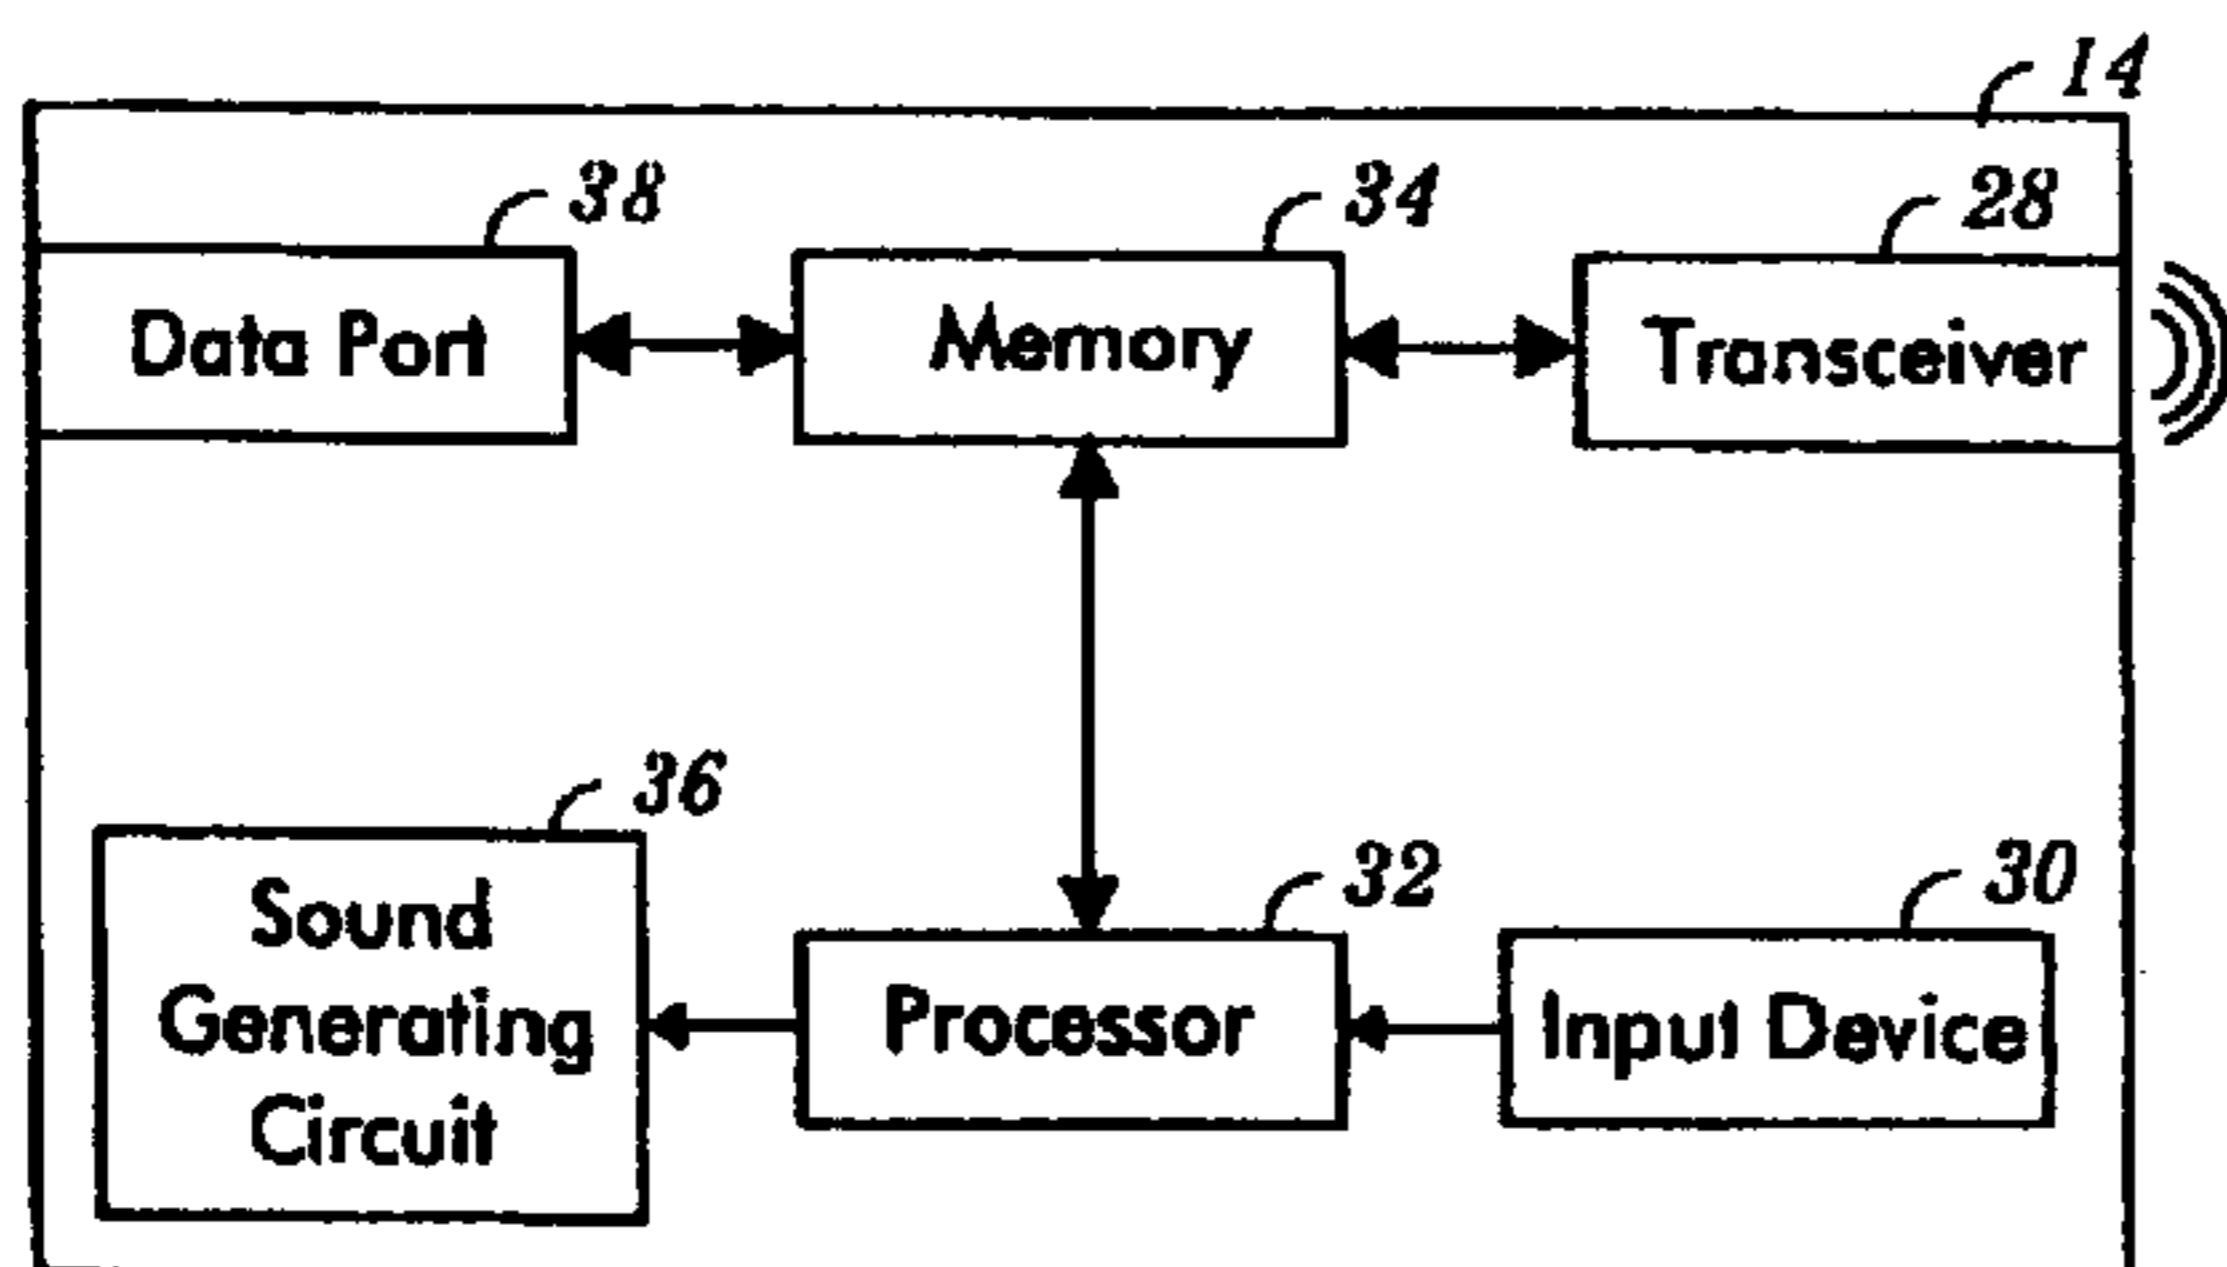 14
38
34
28
Data Port
Memory
Transceiver
36
32
30
Sound
Generating
Circuit
Processor
Input Device